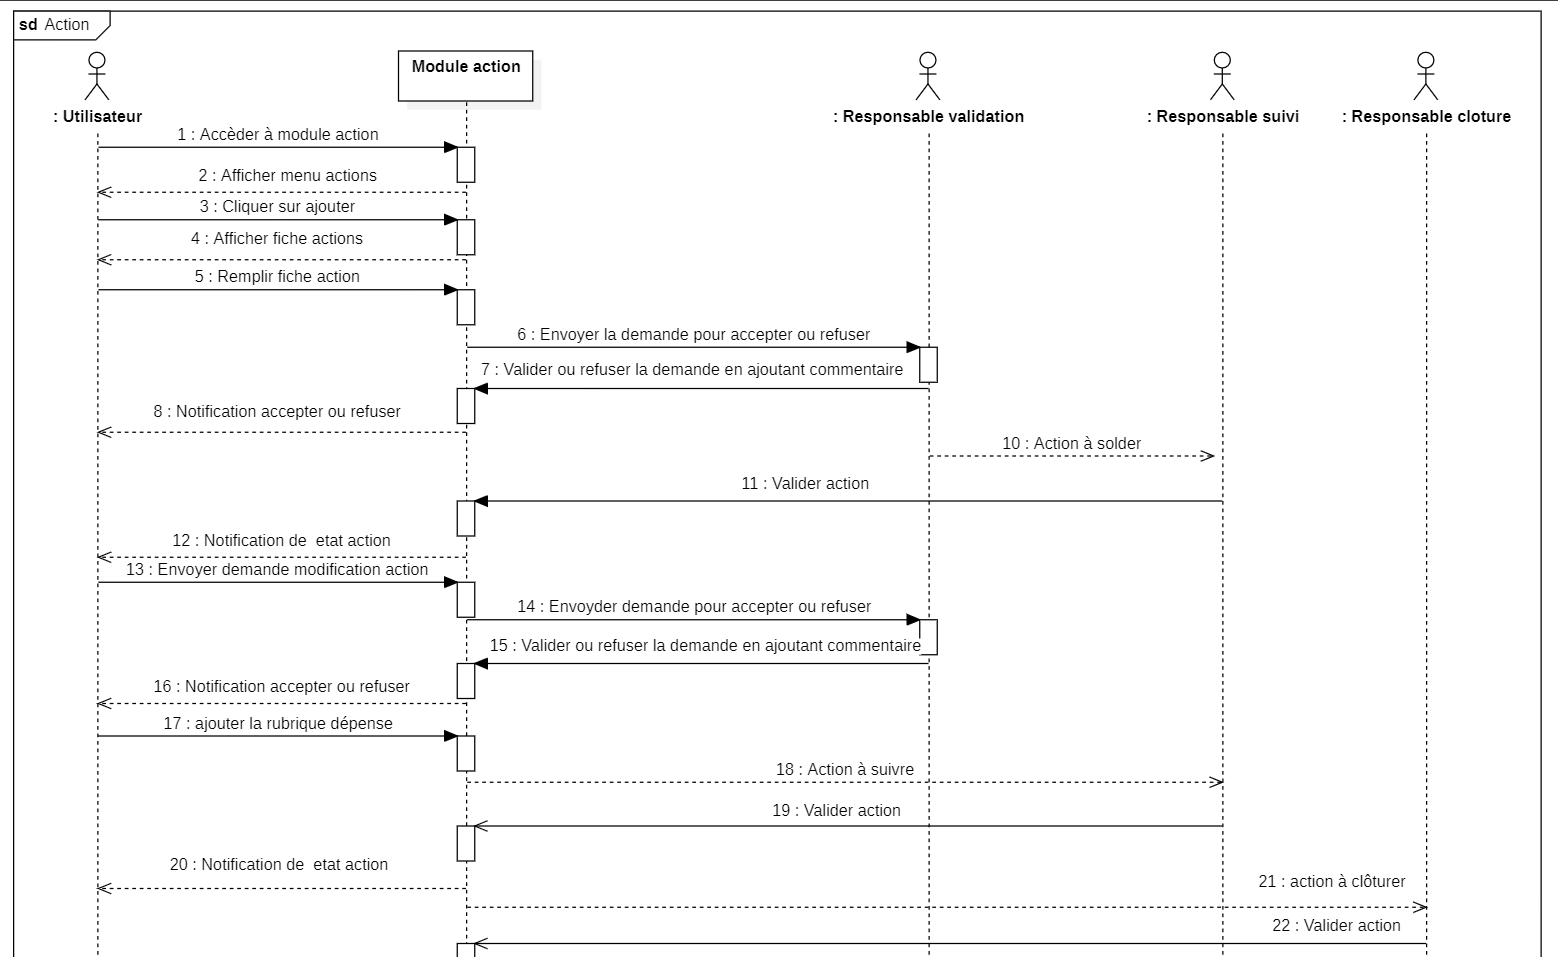 sd Action
Module action
: Utilisateur
: Responsable validation
: Responsable suivi
: Responsable cloture
1 : Accèder à module action
2 : Afficher menu actions
3 : Cliquer sur ajouter
4 : Afficher fiche actions
5 : Remplir fiche action
6 : Envoyer la demande pour accepter ou refuser
7 : Valider ou refuser la demande en ajoutant commentaire
8 : Notification accepter ou refuser
10 : Action à solder
11 : Valider action
12 : Notification de  etat action
13 : Envoyer demande modification action
14 : Envoyder demande pour accepter ou refuser
15 : Valider ou refuser la demande en ajoutant commentaire
16 : Notification accepter ou refuser
17 : ajouter la rubrique dépense
18 : Action à suivre
19 : Valider action
20 : Notification de  etat action
21 : action à clôturer
22 : Valider action